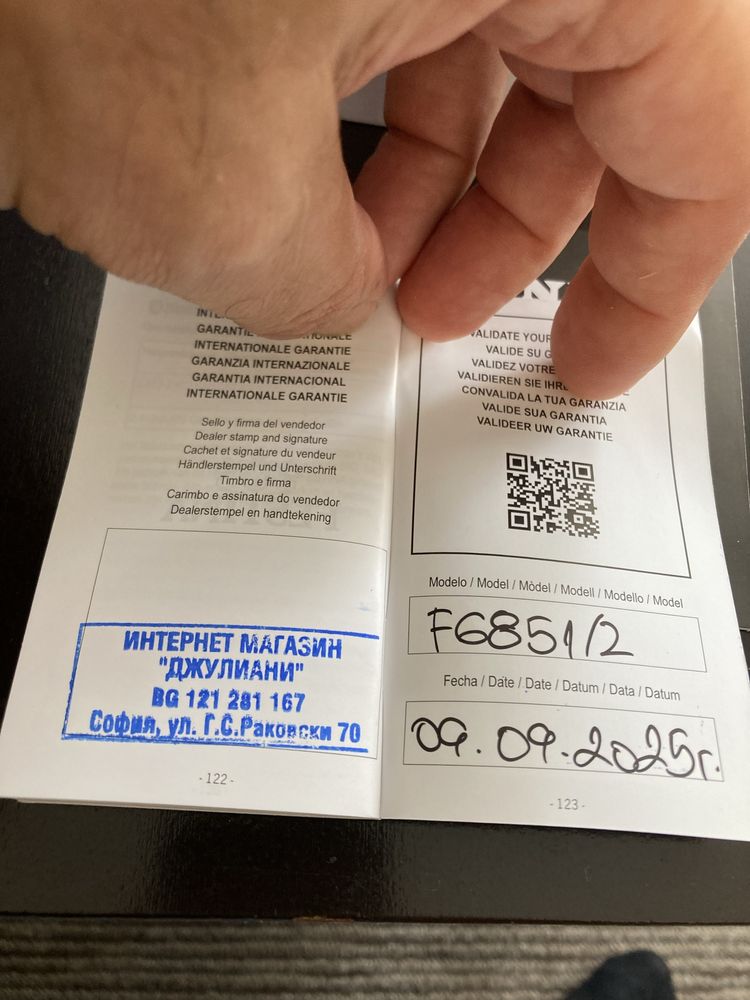 GARANTIE
INTERNATIONALE GARANTIE
GARANZIA INTERNAZIONALE
GARANTIA INTERNACIONAL
INTERNATIONALE GARANTIE
Sello y firma del vendedor
Dealer stamp and signature
Cachet et signature du vendeur
Händlerstempel und Unterschrift
Timbro e firma
Carimbo e assinatura do vendedor
Dealerstempel en handtekening
ИНТЕРНЕТ МАГАЗИН
"ДЖУЛИАНИ"
BG 121 281 167
София, ул. Г.С.Раковски 70
- 122 -
VALIDATE YOUR
VALIDE SU
VALIDEZ VOTRE
VALIDIEREN SIE
CONVALIDA LA TUA GARANZIA
VALIDE SUA GARANTIA
VALIDEER UW GARANTIE
Modelo / Model / Mòdel / Modell / Modello / Model
F6851/2
Fecha / Date / Date / Datum / Data / Datum
09.09.2025г.
- 123 -